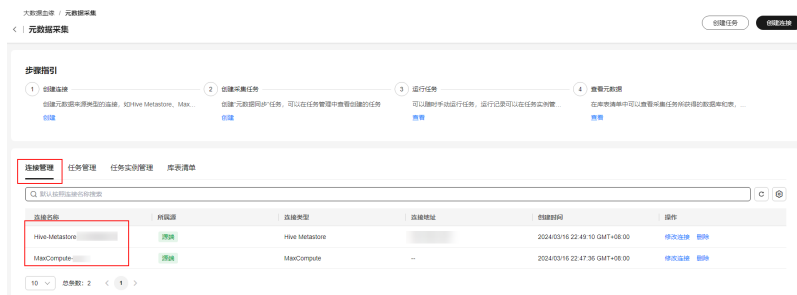 大数据血缘 / 元数据采集
< | 元数据采集
创建任务 创建连接
步骤指引
1 创建连接 2 创建采集任务 3 运行任务 4 查看元数据
创建元数据来源类型的连接，如Hive Metastore、Max... 创建“元数据同步”任务，可以在任务管理中查看创建的任务 可以随时手动运行任务，运行记录可以在任务实例管... 在库表清单中可以查看采集任务所获得的数据库和表、...
创建 创建 查看 查看
连接管理 任务管理 任务实例管理 库表清单
默认按照连接名称搜索
连接名称 所属源 连接类型 连接地址 创建时间 操作
Hive-Metastore 源端 Hive Metastore 2024/03/16 22:49:10 GMT+08:00 修改连接 删除
MaxCompute- 源端 MaxCompute -- 2024/03/16 22:47:36 GMT+08:00 修改连接 删除
10 总条数: 2 < 1 >